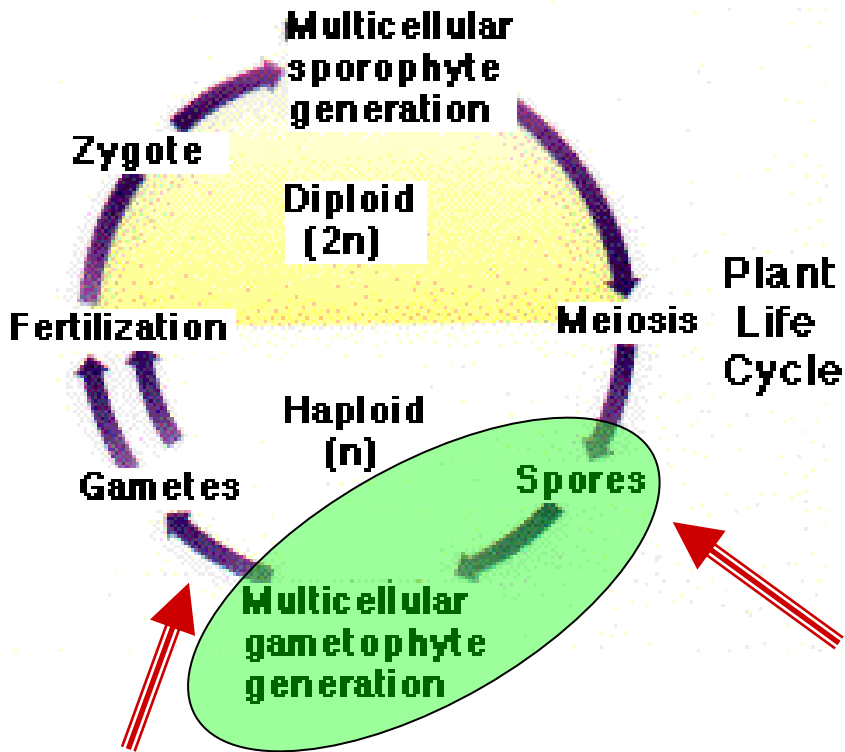 Multicellular
sporophyte
generation
Zygote
Diploid
(2n)
Fertilization
Meiosis
Plant
Life
Cycle
Haploid
(n)
Gametes
Spores
Multicellular
gametophyte
generation